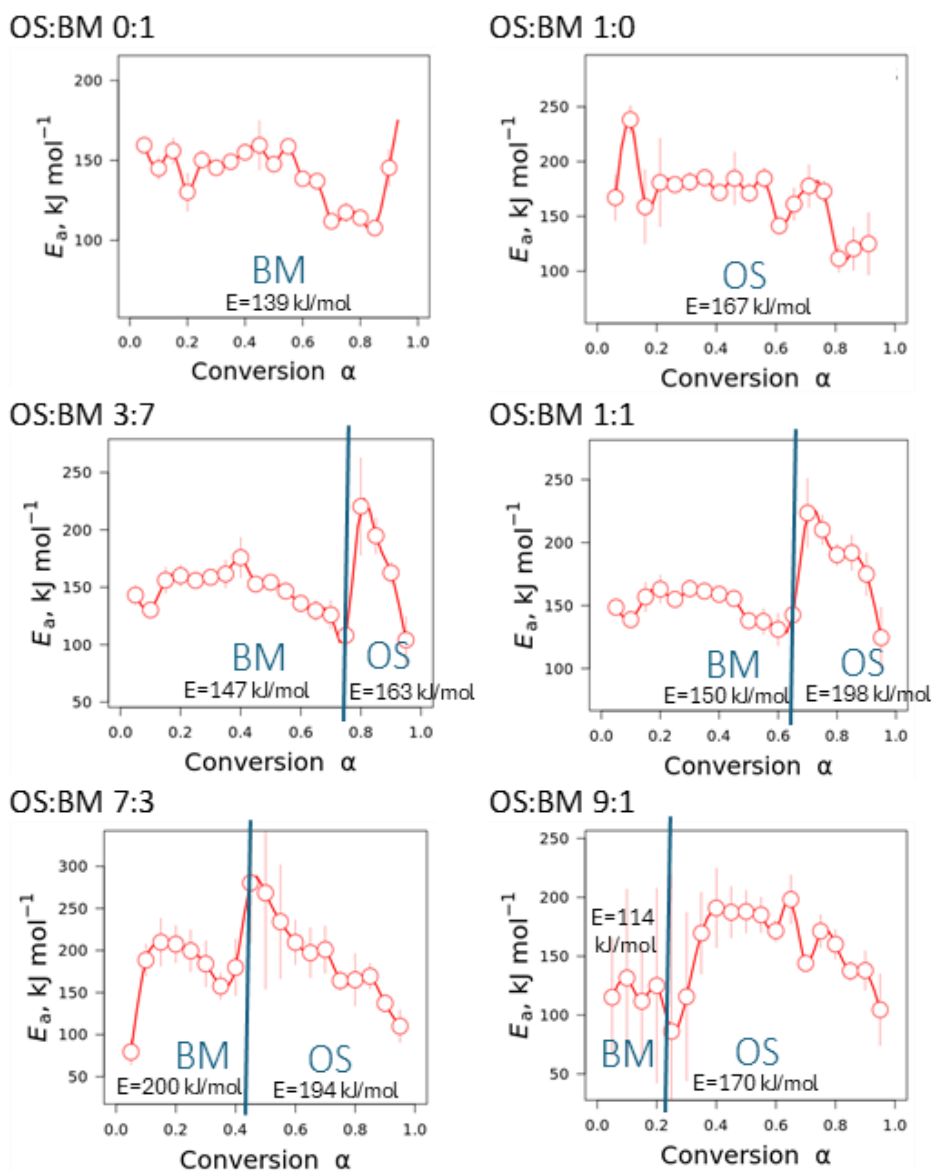 OS:BM 0:1
OS:BM 1:0
Eₐ, kJ mol⁻¹
200
150
100
BM
E=139 kJ/mol
0.0 0.2 0.4 0.6 0.8 1.0
Conversion α
Eₐ, kJ mol⁻¹
250
200
150
100
OS
E=167 kJ/mol
0.0 0.2 0.4 0.6 0.8 1.0
Conversion α
OS:BM 3:7
OS:BM 1:1
Eₐ, kJ mol⁻¹
250
200
150
100
50
BM
E=147 kJ/mol
OS
E=163 kJ/mol
0.0 0.2 0.4 0.6 0.8 1.0
Conversion α
Eₐ, kJ mol⁻¹
250
200
150
100
BM
E=150 kJ/mol
OS
E=198 kJ/mol
0.0 0.2 0.4 0.6 0.8 1.0
Conversion α
OS:BM 7:3
OS:BM 9:1
Eₐ, kJ mol⁻¹
300
250
200
150
100
50
BM
E=200 kJ/mol
OS
E=194 kJ/mol
0.0 0.2 0.4 0.6 0.8 1.0
Conversion α
Eₐ, kJ mol⁻¹
250
200
150
100
50
E=114
kJ/mol
BM
OS
E=170 kJ/mol
0.0 0.2 0.4 0.6 0.8 1.0
Conversion α